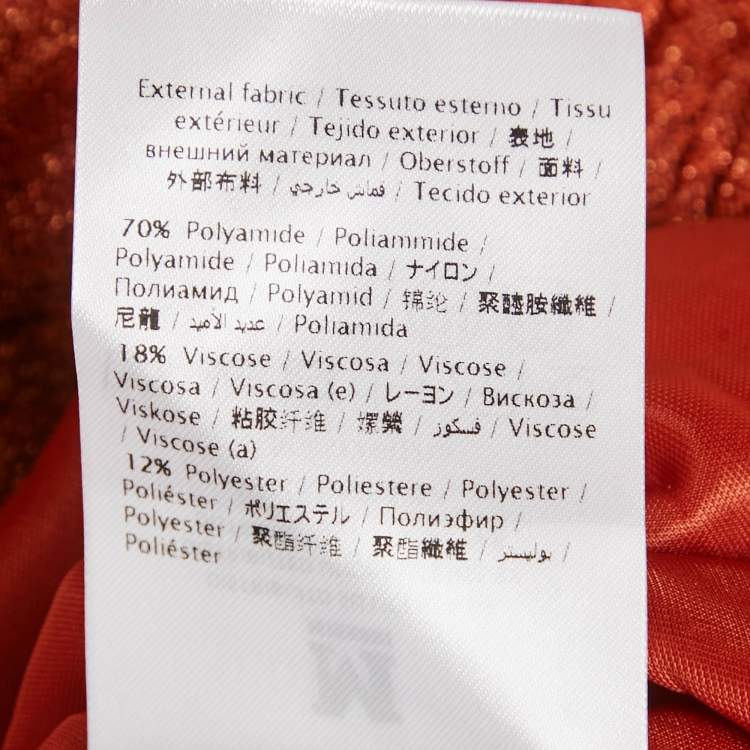 External fabric / Tessuto esterno / Tissu
extérieur / Tejido exterior / 表地 /
внешний материал / Oberstoff / 面料 /
外部布料 / قماش خارجي / Tecido exterior
70% Polyamide / Poliammide /
Polyamide / Poliamida / ナイロン /
Полиамид / Polyamid / 锦纶 / 聚醯胺纖維 /
尼龍 / عديد الأميد / Poliamida
18% Viscose / Viscosa / Viscose /
Viscosa / Viscosa (e) / レーヨン / Вискоза /
Viskose / 粘胶纤维 / 嫘縈 / فسكوز / Viscose
/ Viscose (a)
12% Polyester / Poliestere / Polyester /
Poliéster / ポリエステル / Полиэфир /
Polyester / 聚酯纤维 / 聚酯纖維 / بوليستر /
Poliéster